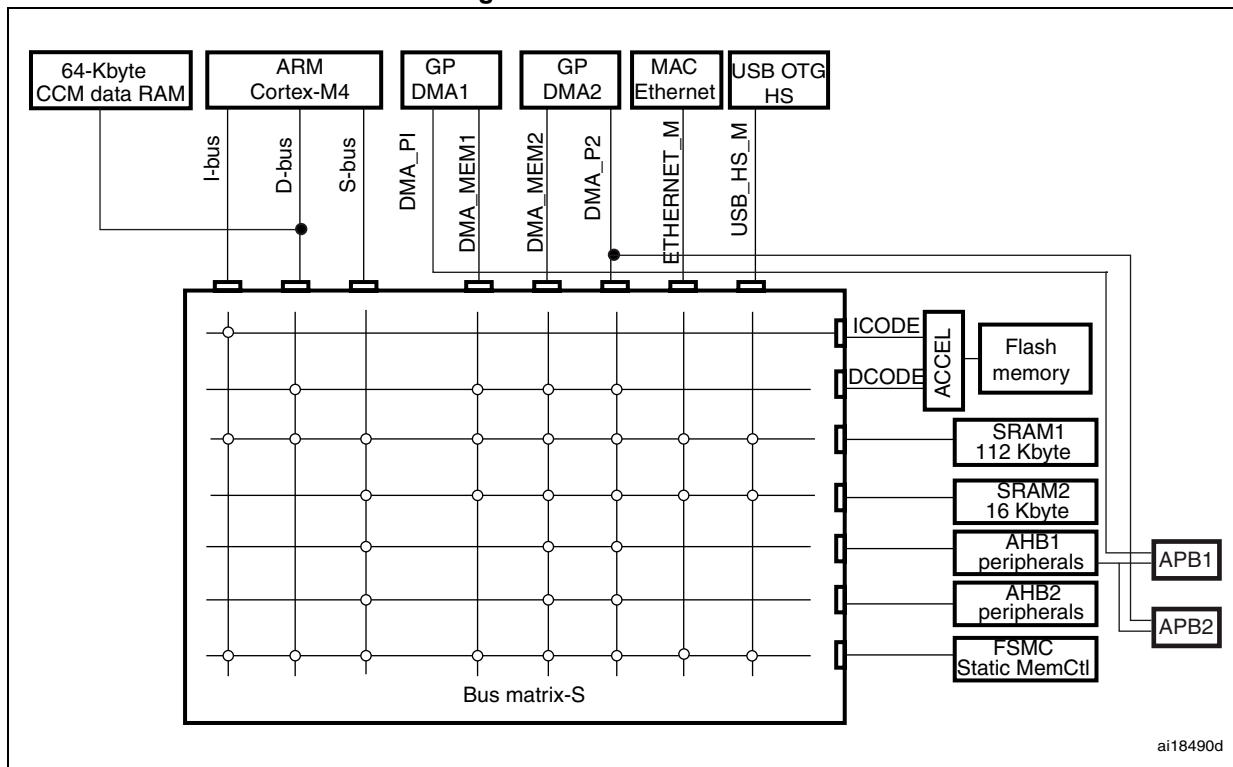 64-Kbyte
CCM data RAM
ARM
Cortex-M4
GP
DMA1
GP
DMA2
MAC
Ethernet
USB OTG
HS
I-bus
D-bus
S-bus
DMA_PI
DMA_MEM1
DMA_MEM2
DMA_P2
ETHERNET_M
USB_HS_M
ICODE
DCODE
ACCEL
Flash
memory
SRAM1
112 Kbyte
SRAM2
16 Kbyte
AHB1
peripherals
AHB2
peripherals
FSMC
Static MemCtl
APB1
APB2
Bus matrix-S
ai18490d